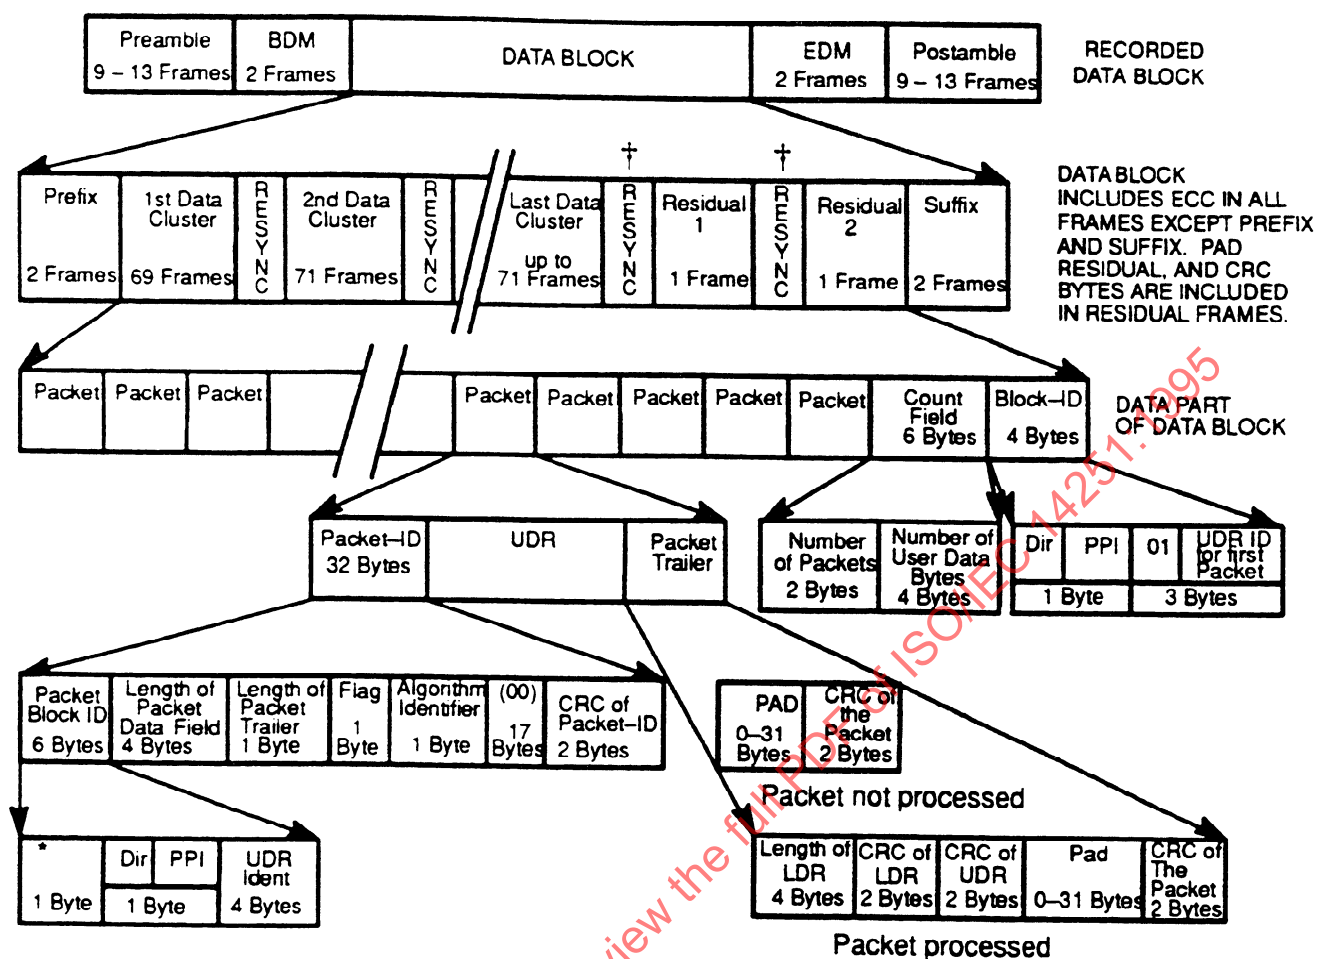 Preamble
9 – 13 Frames
BDM
2 Frames
DATA BLOCK
EDM
2 Frames
Postamble
9 – 13 Frames
RECORDED
DATA BLOCK
†
†
Prefix
2 Frames
1st Data
Cluster
69 Frames
RESYNC
2nd Data
Cluster
71 Frames
RESYNC
Last Data
Cluster
up to
71 Frames
RESYNC
Residual
1
1 Frame
RESYNC
Residual
2
1 Frame
Suffix
2 Frames
DATA BLOCK
INCLUDES ECC IN ALL
FRAMES EXCEPT PREFIX
AND SUFFIX. PAD
RESIDUAL, AND CRC
BYTES ARE INCLUDED
IN RESIDUAL FRAMES.
Packet
Packet
Packet
Packet
Packet
Packet
Packet
Packet
Count
Field
6 Bytes
Block–ID
4 Bytes
DATA PART
OF DATA BLOCK
Packet–ID
32 Bytes
UDR
Packet
Trailer
Number
of Packets
2 Bytes
Number of
User Data
Bytes
4 Bytes
Dir
PPI
01
UDR ID
for first
Packet
1 Byte
3 Bytes
Packet
Block ID
6 Bytes
Length of
Packet
Data Field
4 Bytes
Length of
Packet
Trailer
1 Byte
Flag
1
Byte
Algorithm
Identifier
1 Byte
(00)
17
Bytes
CRC of
Packet–ID
2 Bytes
PAD
0–31
Bytes
CRC of
the
Packet
2 Bytes
Packet not processed
*
1 Byte
Dir
PPI
1 Byte
UDR
Ident
4 Bytes
Length of
LDR
4 Bytes
CRC of
LDR
2 Bytes
CRC of
UDR
2 Bytes
Pad
0–31 Bytes
CRC of
The
Packet
2 Bytes
Packet processed
view the full PDF of ISO/IEC 14251:1995